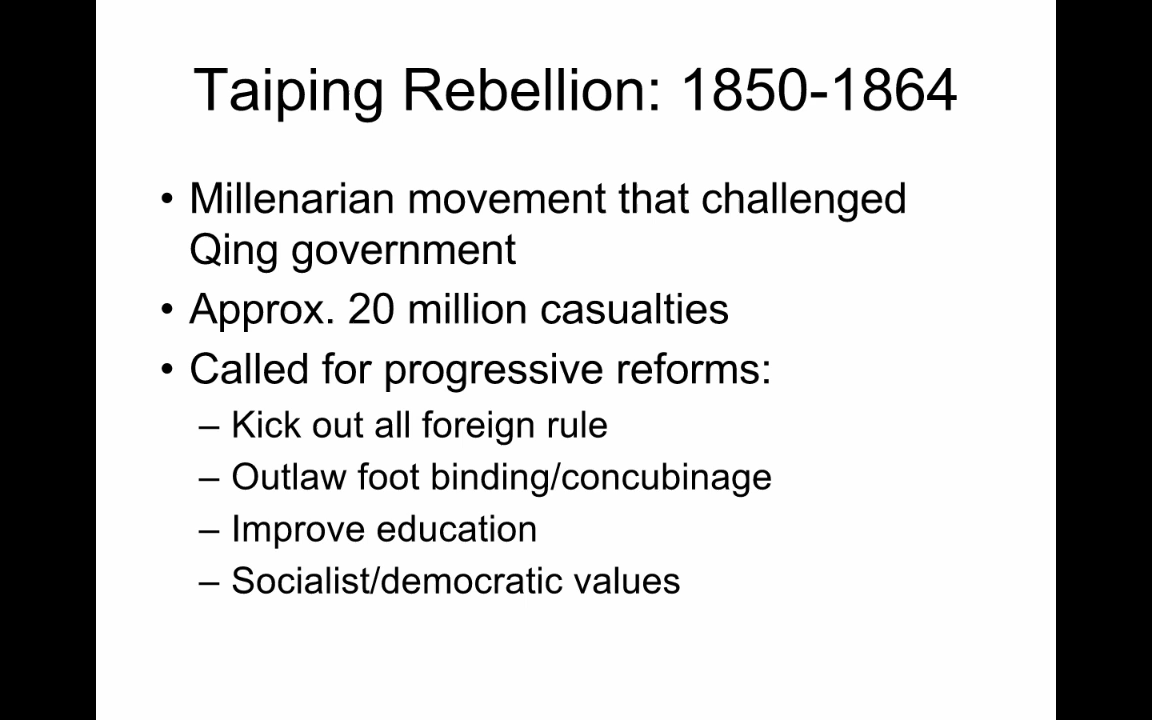 Taiping Rebellion: 1850-1864
• Millenarian movement that challenged
Qing government
• Approx. 20 million casualties
• Called for progressive reforms:
– Kick out all foreign rule
– Outlaw foot binding/concubinage
– Improve education
– Socialist/democratic values